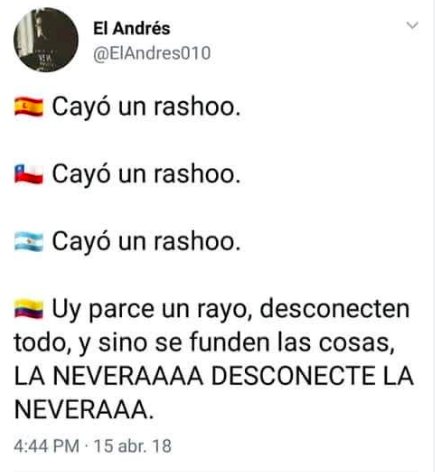 El Andrés
@ElAndres010
🇪🇸 Cayó un rashoo.
🇨🇱 Cayó un rashoo.
🇦🇷 Cayó un rashoo.
🇨🇴 Uy parce un rayo, desconecten
todo, y sino se funden las cosas,
LA NEVERAAAA DESCONECTE LA
NEVERAAA.
4:44 PM · 15 abr. 18